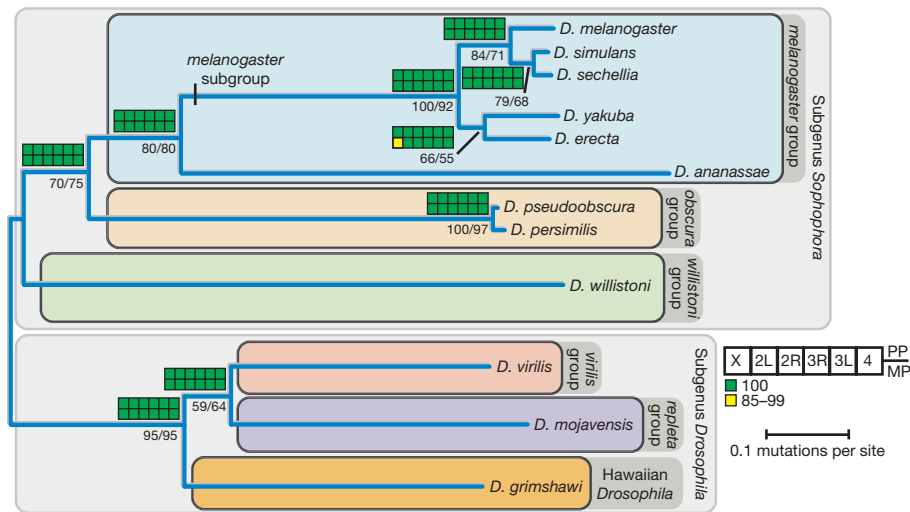 D. melanogaster
84/71
D. simulans
melanogaster
subgroup
D. sechellia
100/92
79/68
D. yakuba
80/80
D. erecta
66/55
70/75
D. ananassae
melanogaster group
D. pseudoobscura
100/97
D. persimilis
obscura
group
D. willistoni
willistoni
group
Subgenus Sophophora
D. virilis
virilis
group
59/64
95/95
D. mojavensis
repleta
group
D. grimshawi
Hawaiian
Drosophila
Subgenus Drosophila
X 2L 2R 3R 3L 4 PP
MP
100
85–99
0.1 mutations per site